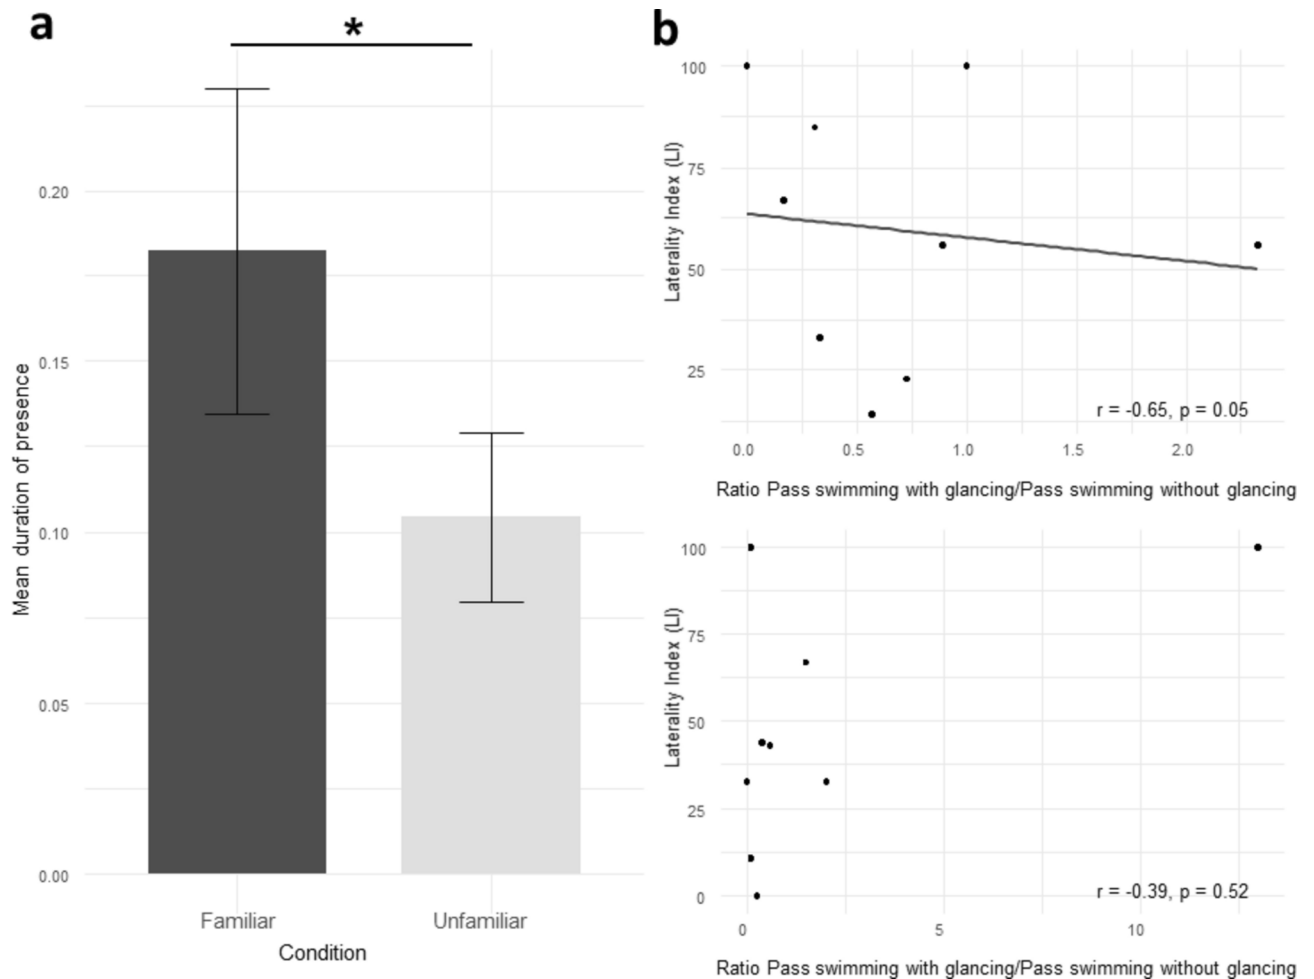 a
*
Mean duration of presence
0.20
0.15
0.10
0.05
0.00
Familiar
Unfamiliar
Condition
b
Laterality Index (LI)
100
75
50
25
r = -0.65, p = 0.05
0.0
0.5
1.0
1.5
2.0
Ratio Pass swimming with glancing/Pass swimming without glancing
Laterality Index (LI)
100
75
50
25
0
r = -0.39, p = 0.52
0
5
10
Ratio Pass swimming with glancing/Pass swimming without glancing